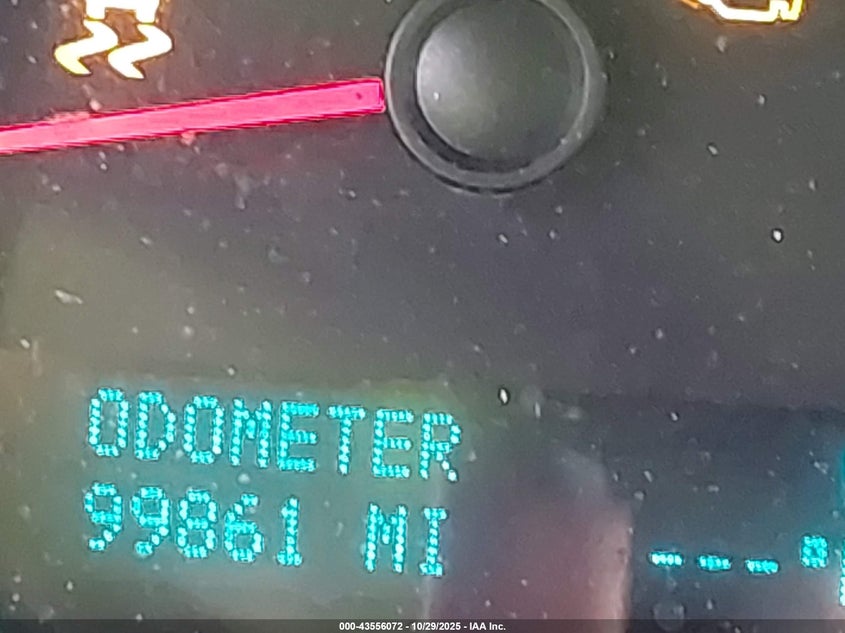 ODOMETER
99861 MI
---°
000-43556072 - 10/29/2025 - IAA Inc.